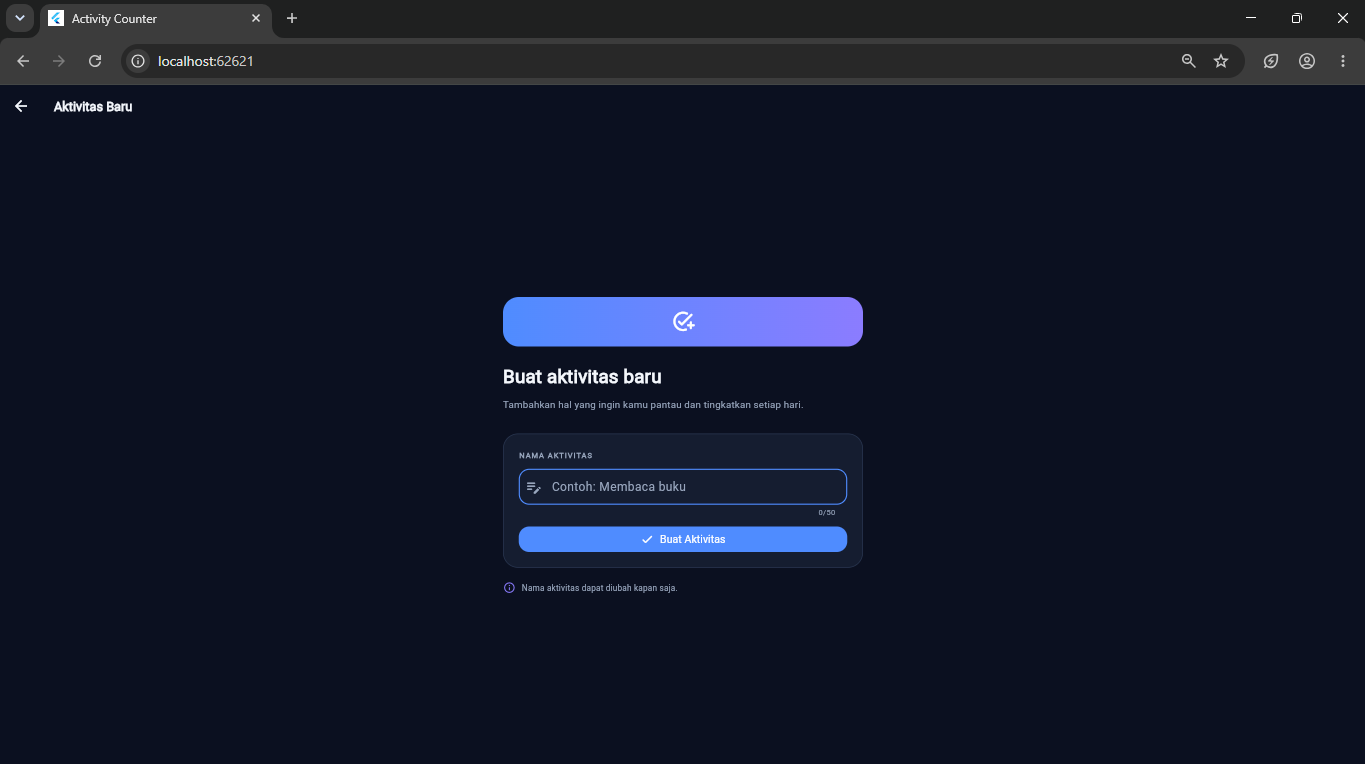 Activity Counter
localhost:62621
Aktivitas Baru
Buat aktivitas baru
Tambahkan hal yang ingin kamu pantau dan tingkatkan setiap hari.
NAMA AKTIVITAS
Contoh: Membaca buku
0/50
Buat Aktivitas
Nama aktivitas dapat diubah kapan saja.